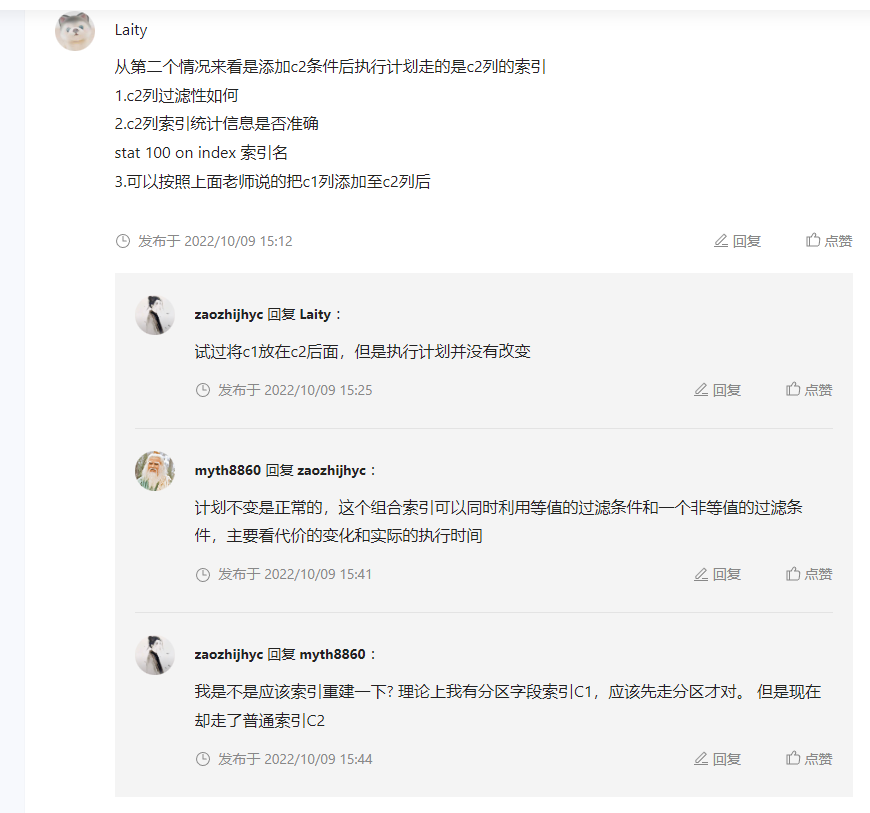 Laity
从第二个情况来看是添加c2条件后执行计划走的是c2列的索引
1.c2列过滤性如何
2.c2列索引统计信息是否准确
stat 100 on index 索引名
3.可以按照上面老师说的把c1列添加至c2列后
发布于 2022/10/09 15:12 回复 点赞
zaozhijhyc 回复 Laity：
试过将c1放在c2后面，但是执行计划并没有改变
发布于 2022/10/09 15:25 回复 点赞
myth8860 回复 zaozhijhyc：
计划不变是正常的，这个组合索引可以同时利用等值的过滤条件和一个非等值的过滤条
件，主要看代价的变化和实际的执行时间
发布于 2022/10/09 15:41 回复 点赞
zaozhijhyc 回复 myth8860：
我是不是应该索引重建一下? 理论上我有分区字段索引C1，应该先走分区才对。 但是现在
却走了普通索引C2
发布于 2022/10/09 15:44 回复 点赞